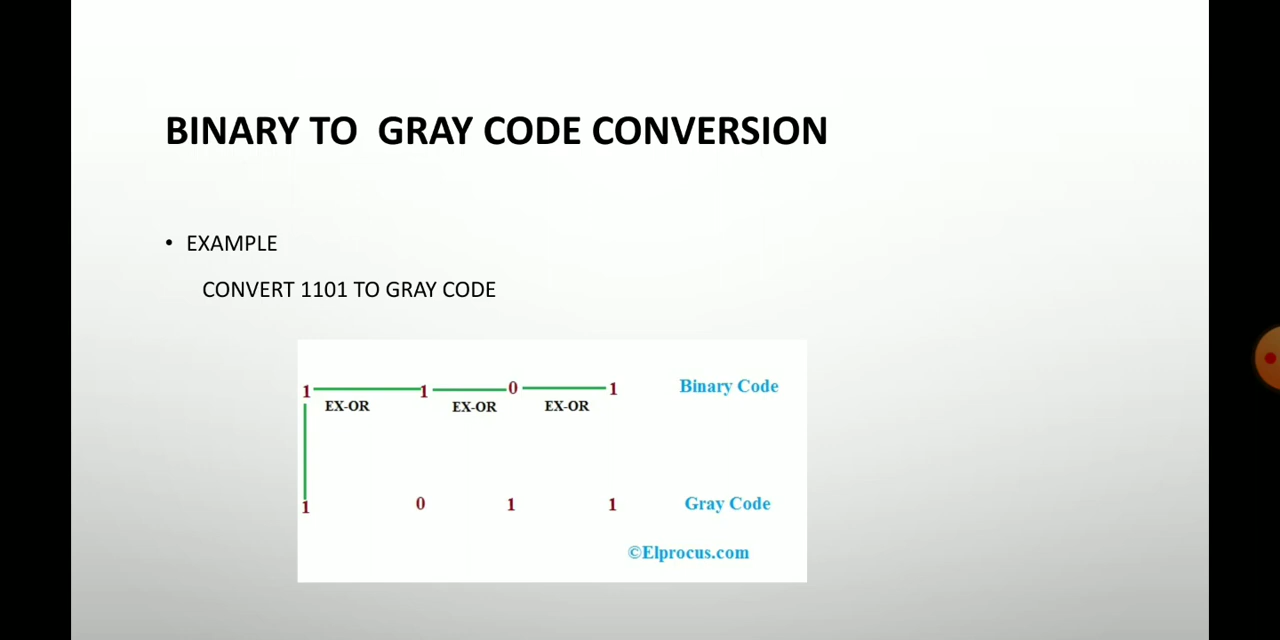 BINARY TO GRAY CODE CONVERSION
• EXAMPLE
CONVERT 1101 TO GRAY CODE
1 1 0 1 Binary Code
EX-OR EX-OR EX-OR
1 0 1 1 Gray Code
©Elprocus.com